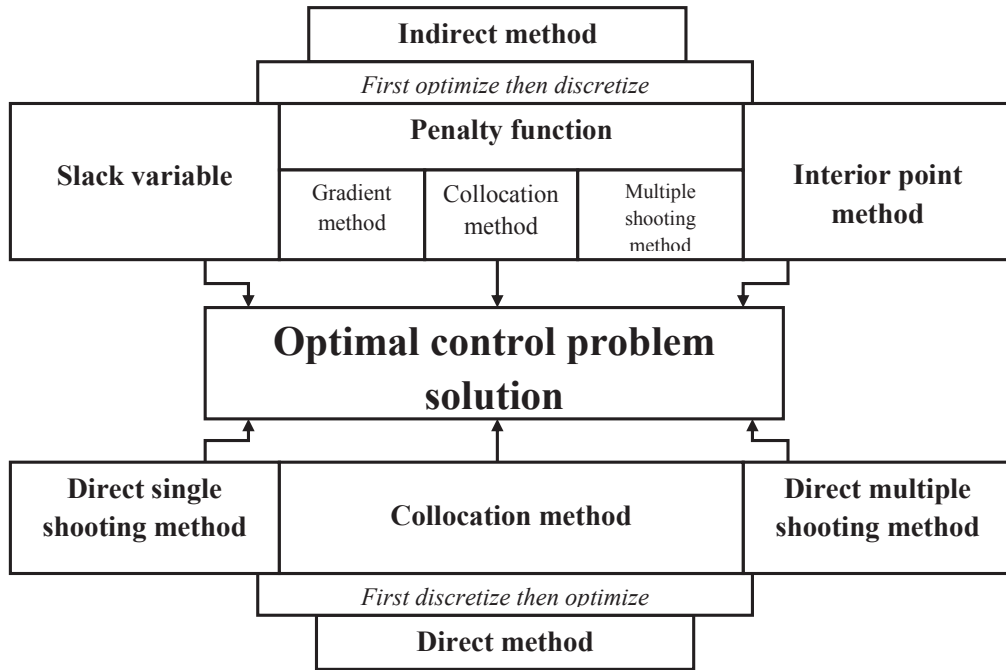 Indirect method
First optimize then discretize
Slack variable
Penalty function
Gradient
method
Collocation
method
Multiple
shooting
method
Interior point
method
Optimal control problem
solution
Direct single
shooting method
Collocation method
Direct multiple
shooting method
First discretize then optimize
Direct method